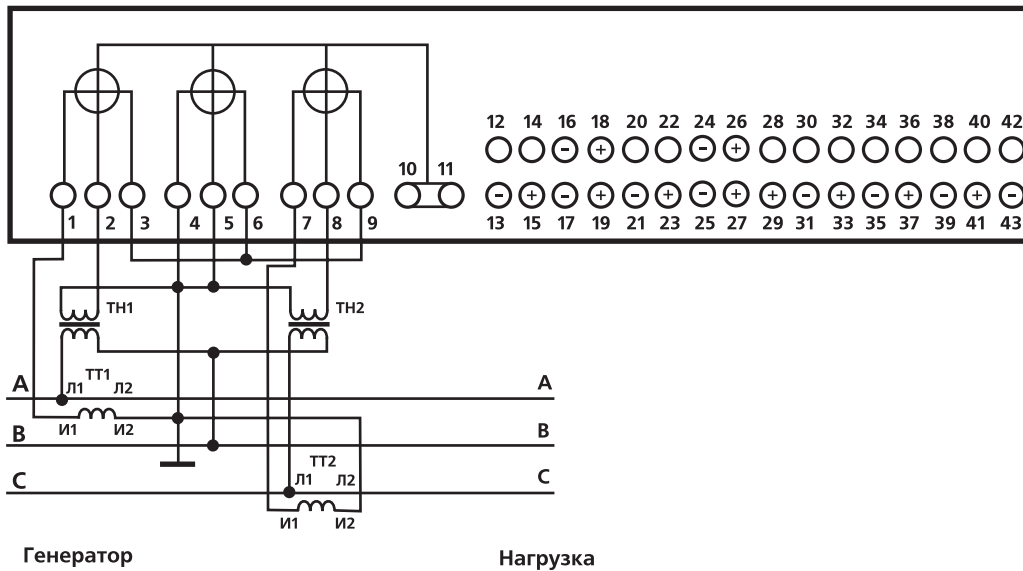 12 14 16 18 20 22 24 26 28 30 32 34 36 38 40 42
- + - +
10 11
- + - + - + - + + - + - + - + -
1 2 3 4 5 6 7 8 9
13 15 17 19 21 23 25 27 29 31 33 35 37 39 41 43
ТН1 ТН2
ТТ1
A Л1 Л2 A
И1 И2
B B
ТТ2
Л1 Л2
C C
И1 И2
Генератор Нагрузка